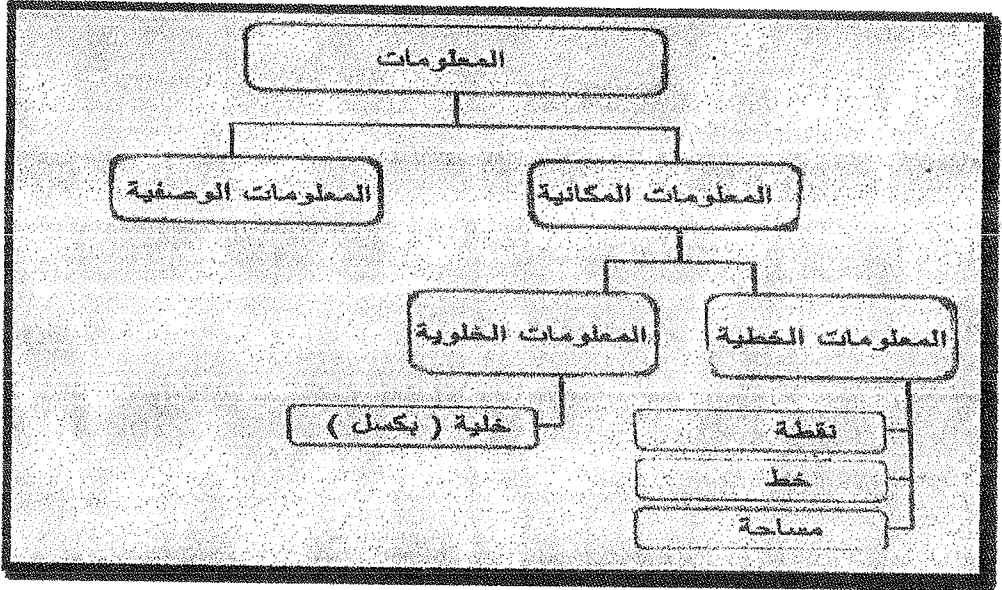 المعلومات
المعلومات المكانية
المعلومات الوصفية
المعلومات الخطية
المعلومات الخلوية
نقطة
خط
مساحة
خلية ( بكسل )